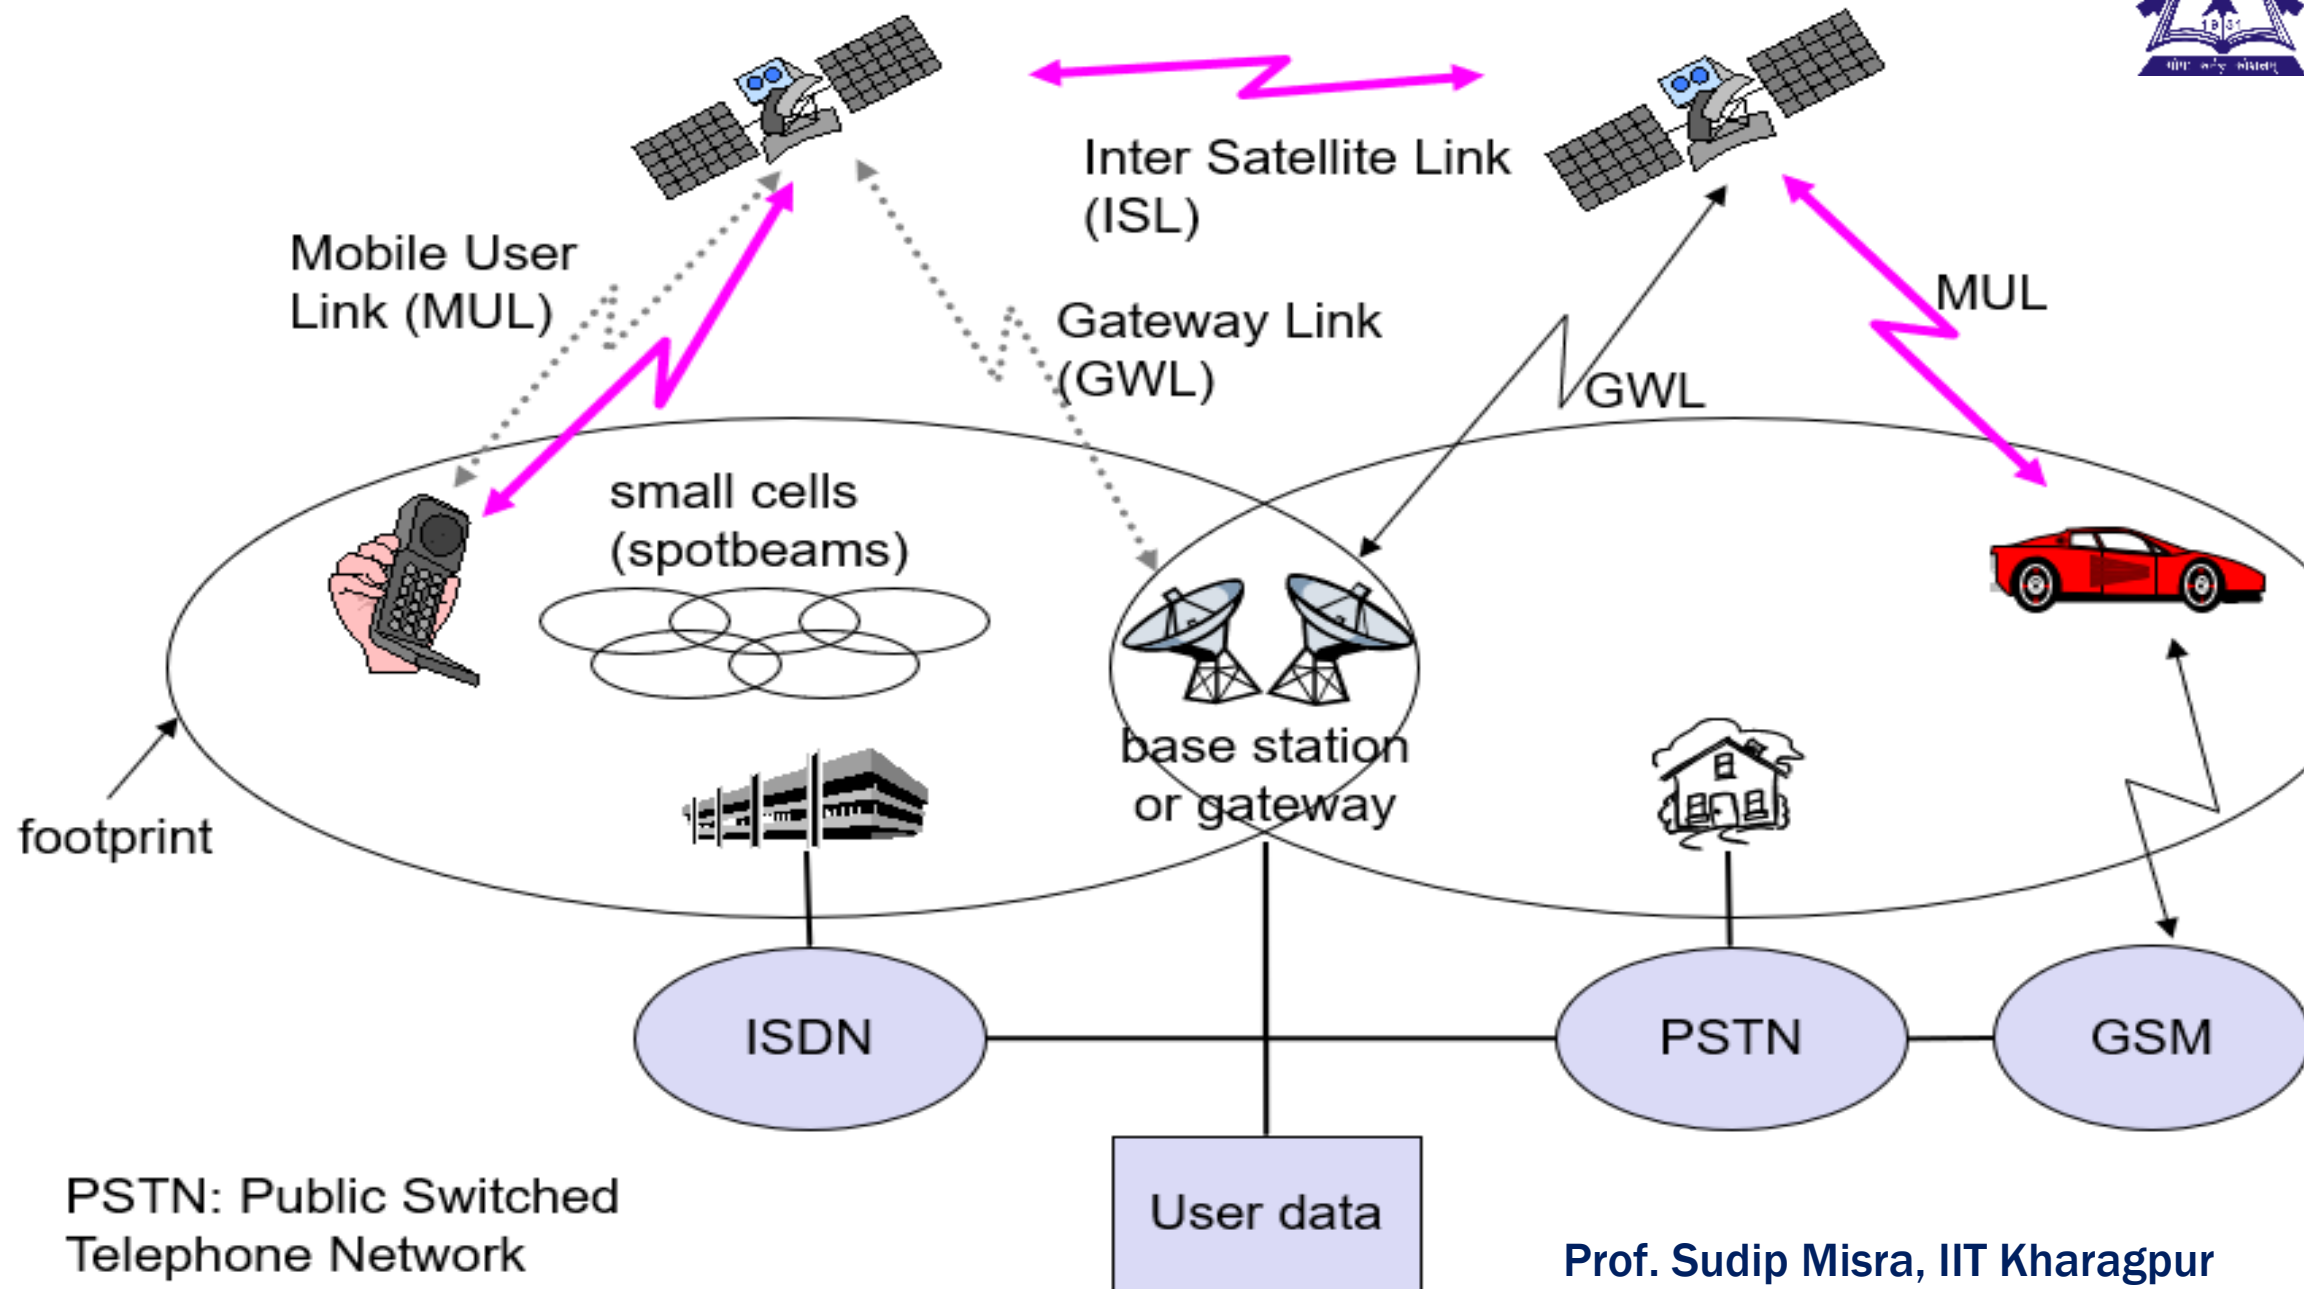 1951
Inter Satellite Link
(ISL)
Mobile User
Link (MUL)
MUL
Gateway Link
(GWL)
GWL
small cells
(spotbeams)
base station
or gateway
footprint
ISDN
PSTN
GSM
PSTN: Public Switched
Telephone Network
User data
Prof. Sudip Misra, IIT Kharagpur